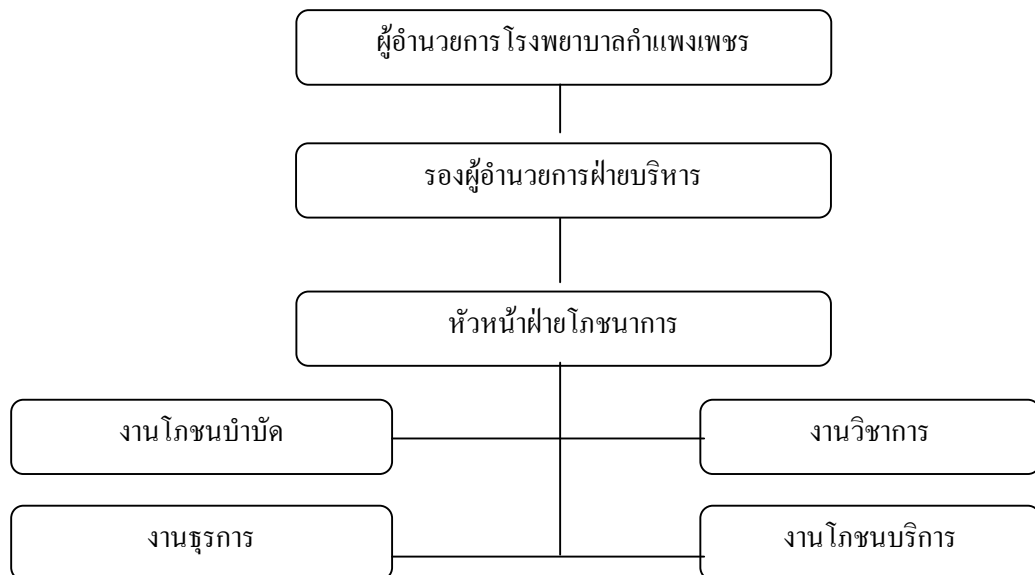 ผู้อำนวยการโรงพยาบาลกำแพงเพชร
รองผู้อำนวยการฝ่ายบริหาร
หัวหน้าฝ่ายโภชนาการ
งานโภชนบำบัด
งานวิชาการ
งานธุรการ
งานโภชนบริการ